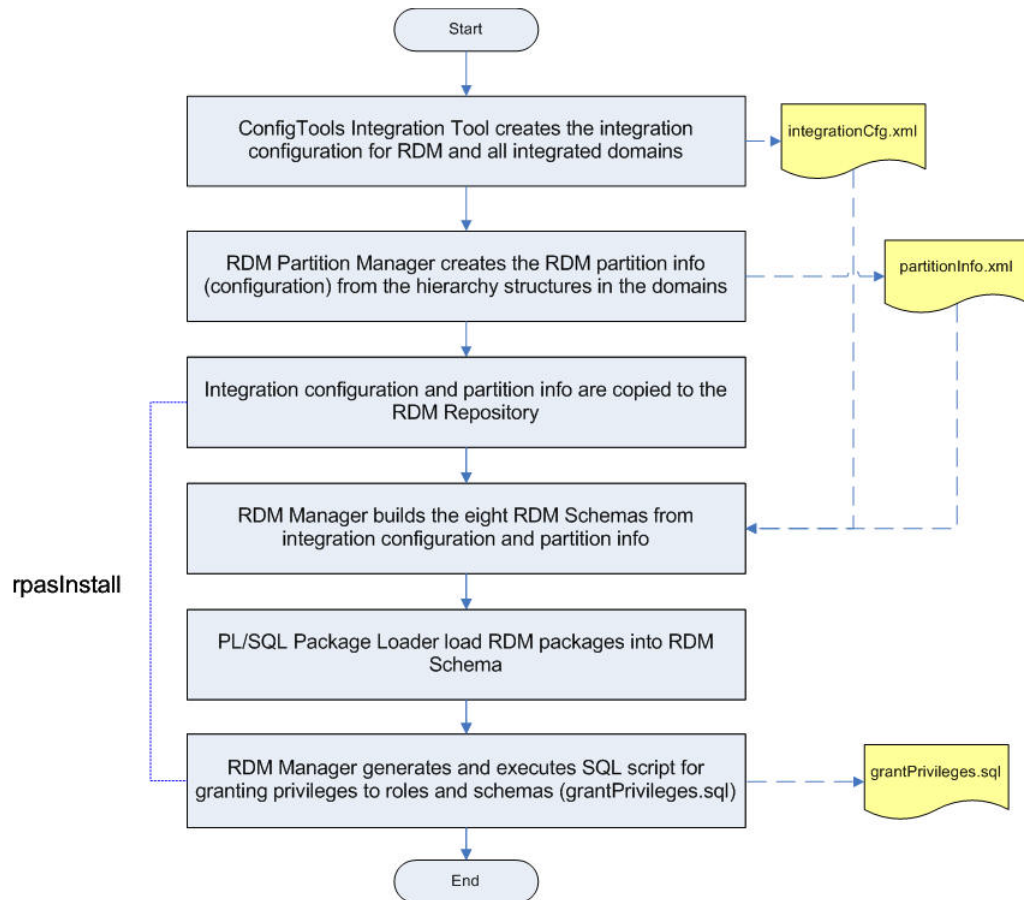 Start
ConfigTools Integration Tool creates the integration
configuration for RDM and all integrated domains
integrationCfg.xml
RDM Partition Manager creates the RDM partition info
(configuration) from the hierarchy structures in the domains
partitionInfo.xml
Integration configuration and partition info are copied to the
RDM Repository
RDM Manager builds the eight RDM Schemas from
integration configuration and partition info
rpasInstall
PL/SQL Package Loader load RDM packages into RDM
Schema
RDM Manager generates and executes SQL script for
granting privileges to roles and schemas (grantPrivileges.sql)
grantPrivileges.sql
End